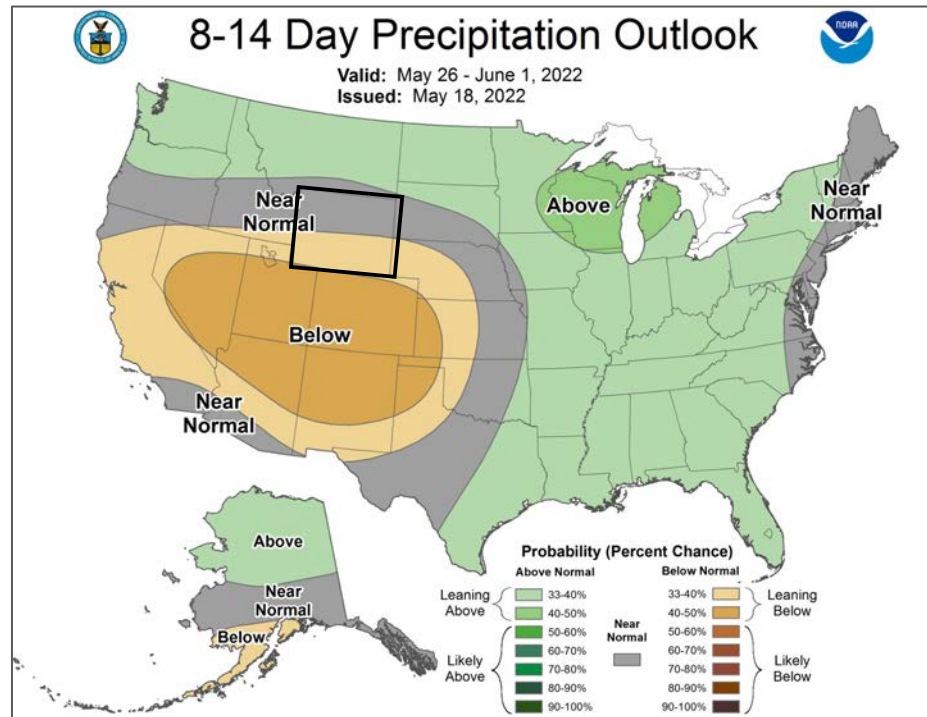 8-14 Day Precipitation Outlook
NOAA
Valid: May 26 - June 1, 2022
Issued: May 18, 2022
Near
Normal
Above
Near
Normal
Below
Near
Normal
Above
Near
Normal
Below
Probability (Percent Chance)
Above Normal
Below Normal
Leaning
Above
33-40%
40-50%
Likely
Above
50-60%
60-70%
70-80%
80-90%
90-100%
Near
Normal
33-40%
40-50%
Leaning
Below
50-60%
60-70%
70-80%
80-90%
90-100%
Likely
Below